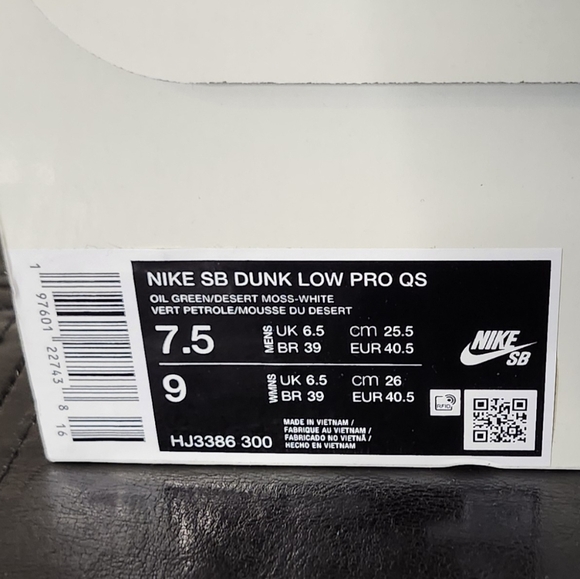 NIKE SB DUNK LOW PRO QS
OIL GREEN/DESERT MOSS-WHITE
VERT PETROLE/MOUSSE DU DESERT
7.5 MENS UK 6.5 cm 25.5
BR 39 EUR 40.5
9 WMNS UK 6.5 cm 26
BR 39 EUR 40.5
HJ3386 300
MADE IN VIETNAM /
FABRIQUE AU VIETNAM /
FABRICADO NO VIETNÃ /
HECHO EN VIETNAM
NIKE
SB
RFID
1 97601 22743 8 16